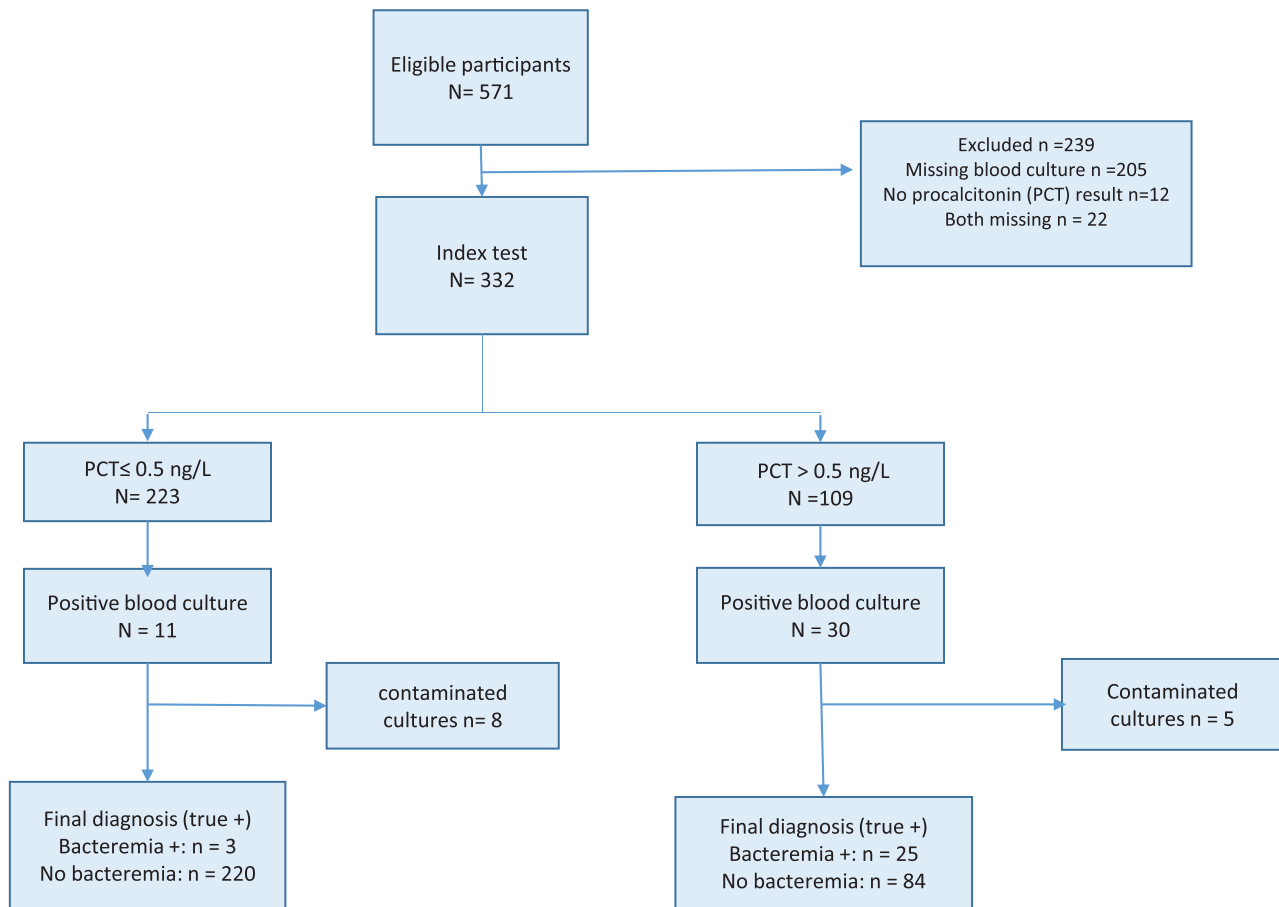 Eligible participants
N= 571
Excluded n =239
Missing blood culture n =205
No procalcitonin (PCT) result n=12
Both missing n = 22
Index test
N= 332
PCT≤ 0.5 ng/L
N= 223
PCT > 0.5 ng/L
N =109
Positive blood culture
N = 11
Positive blood culture
N = 30
contaminated
cultures n= 8
Contaminated
cultures n = 5
Final diagnosis (true +)
Bacteremia +: n = 3
No bacteremia: n = 220
Final diagnosis (true +)
Bacteremia +: n = 25
No bacteremia: n = 84